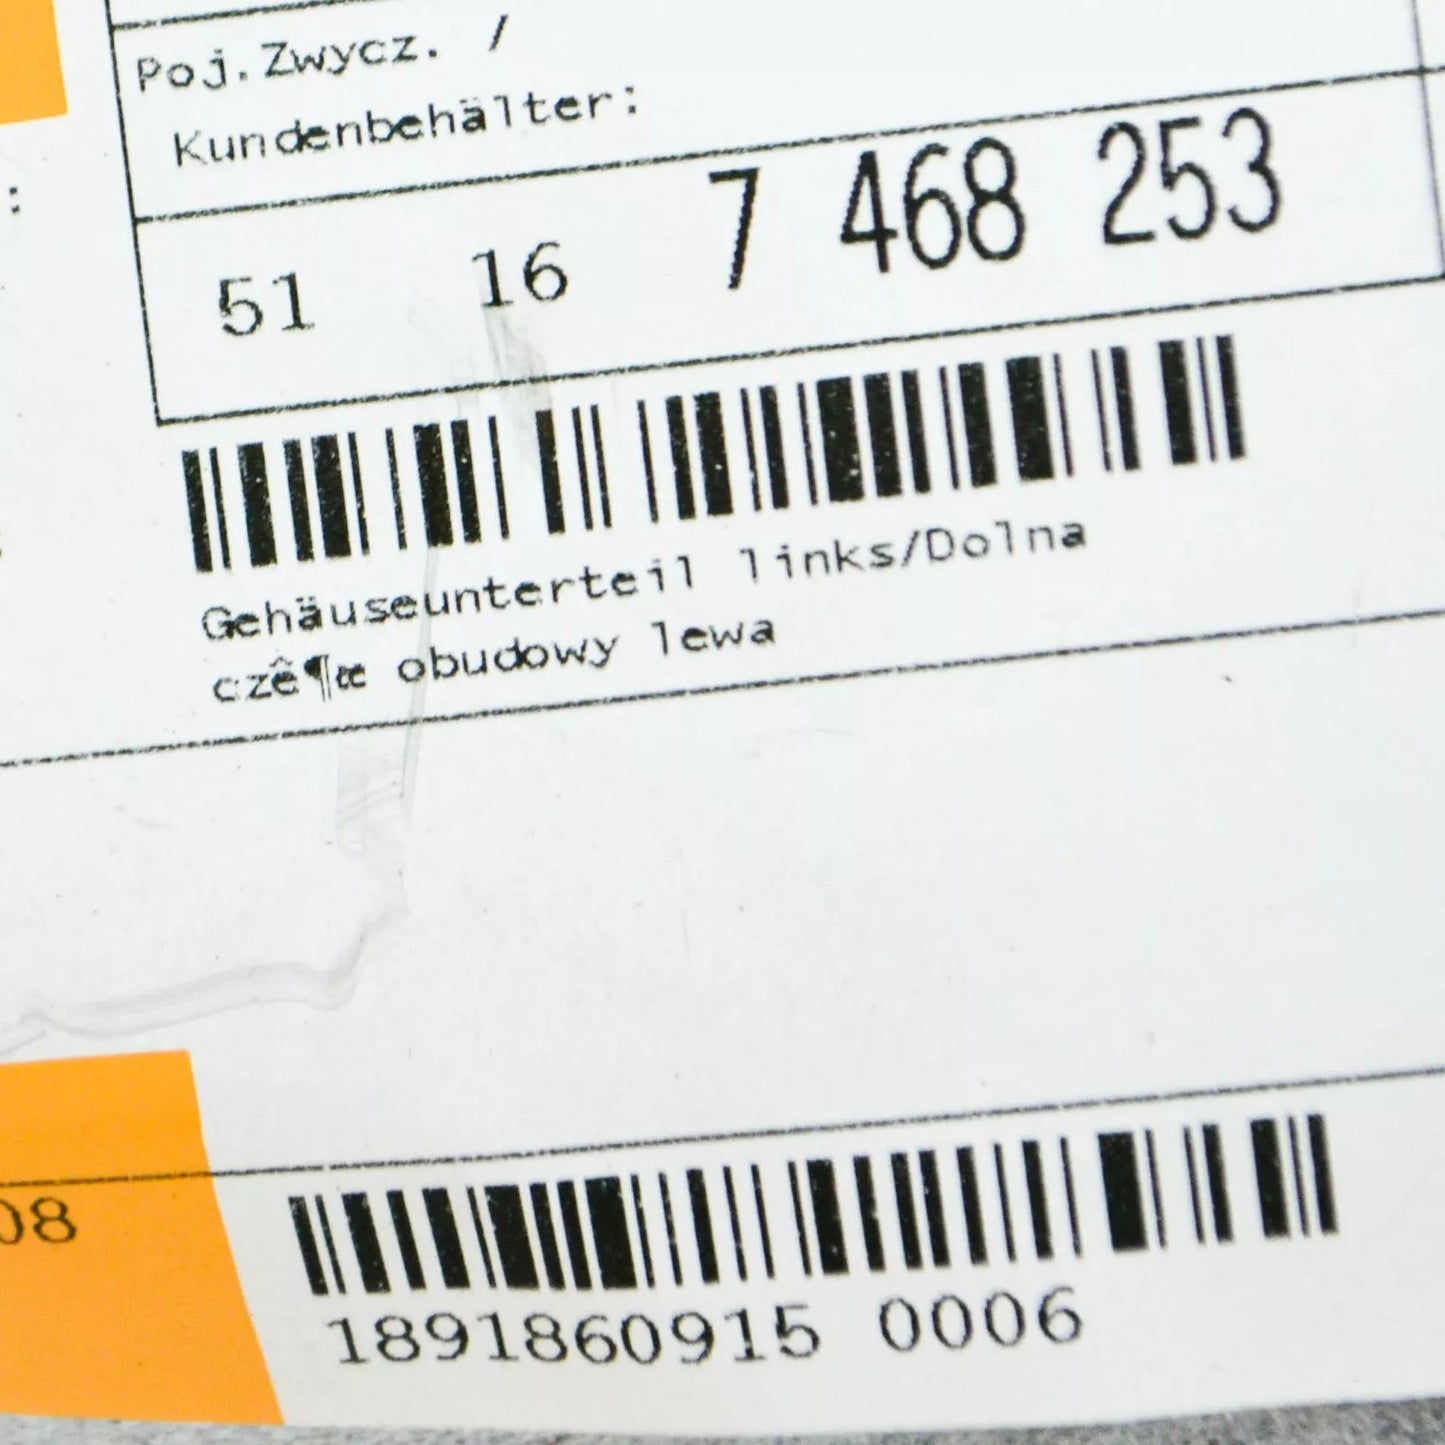 Poj.Zwycz. /
Kundenbehälter:
:
51 16 7 468 253
Gehäuseunterteil links/Dolna
czê¶æ obudowy lewa
08
1891860915 0006